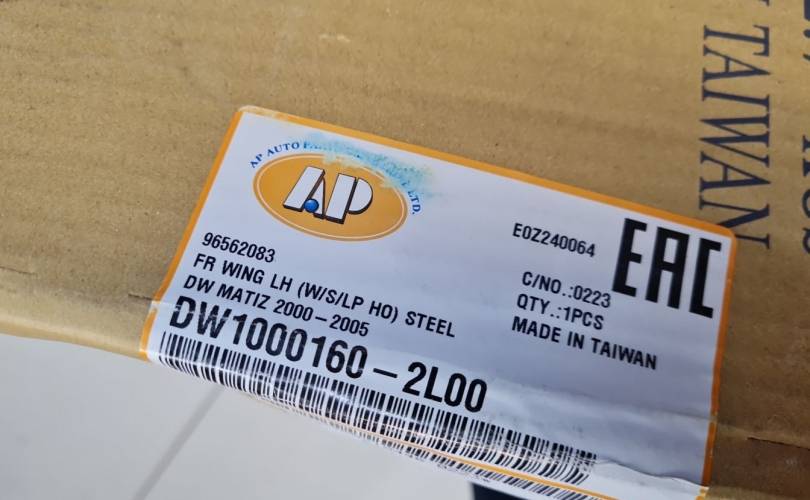 TAIWAN
AP AUTO
LTD.
AP
96562083
FR WING LH (W/S/LP HO) STEEL
DW MATIZ 2000-2005
DW1000160-2L00
E0Z240064
EAC
C/NO.:0223
QTY.:1PCS
MADE IN TAIWAN